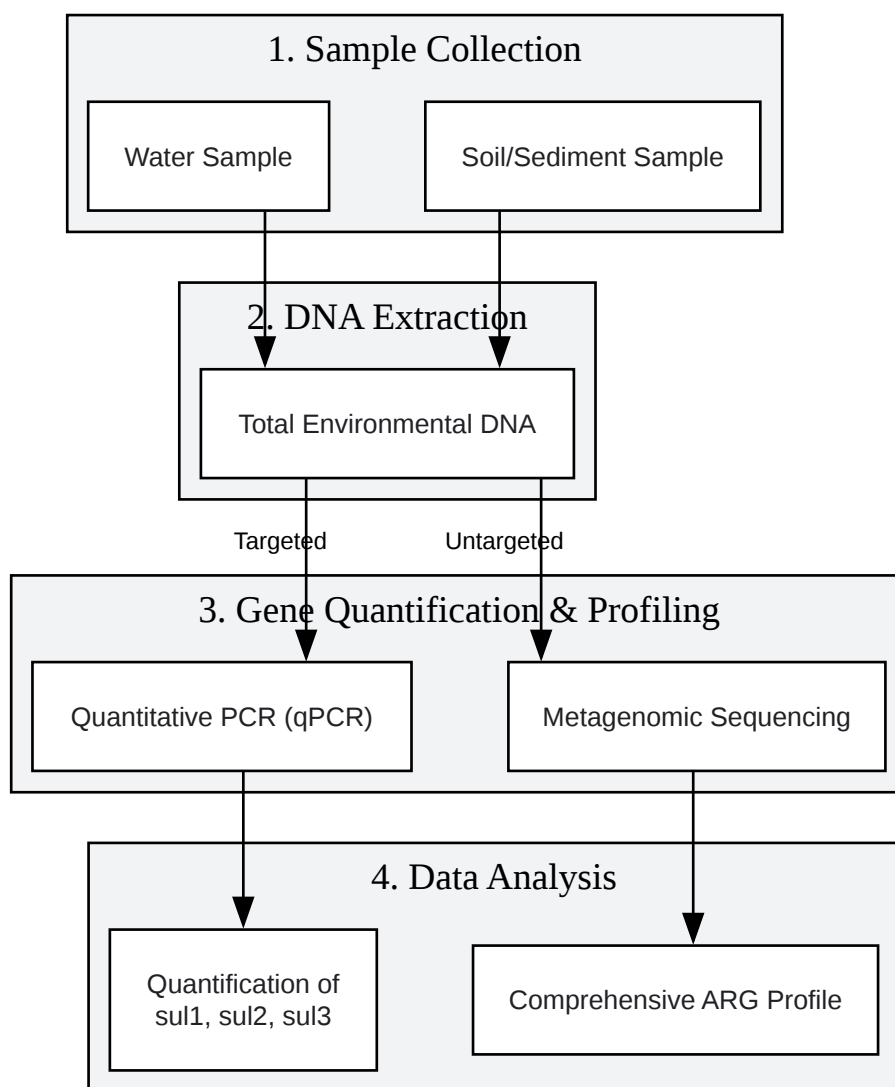 1. Sample Collection
Water Sample
Soil/Sediment Sample
2. DNA Extraction
Total Environmental DNA
Targeted
Untargeted
3. Gene Quantification & Profiling
Quantitative PCR (qPCR)
Metagenomic Sequencing
4. Data Analysis
Quantification of
sul1, sul2, sul3
Comprehensive ARG Profile